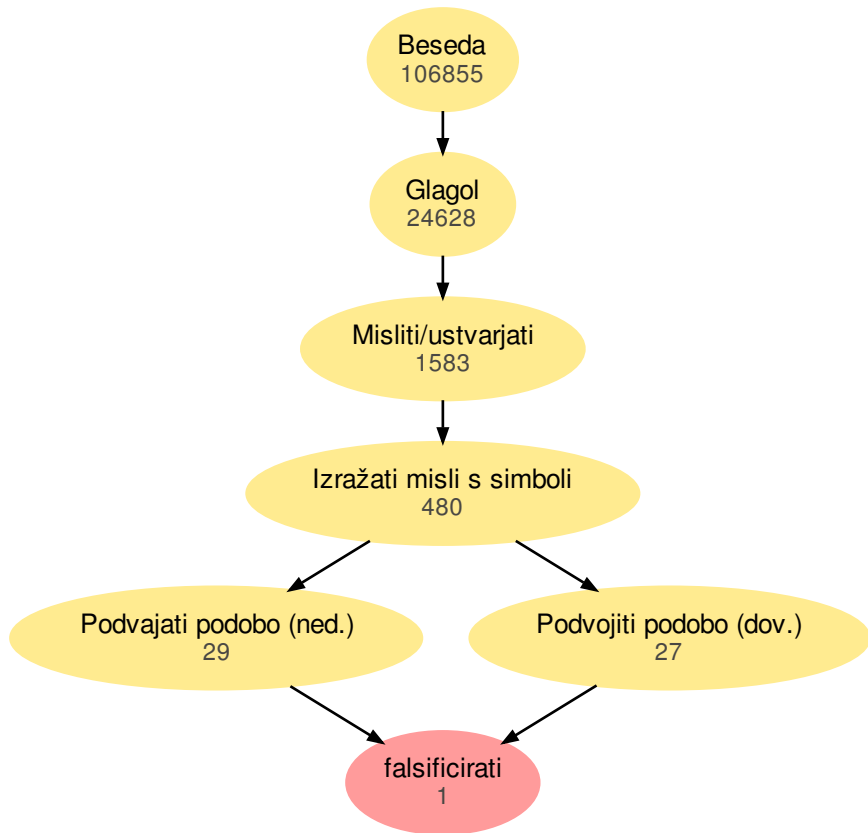 Beseda
106855
Glagol
24628
Misliti/ustvarjati
1583
Izražati misli s simboli
480
Podvajati podobo (ned.)
29
Podvojiti podobo (dov.)
27
falsificirati
1